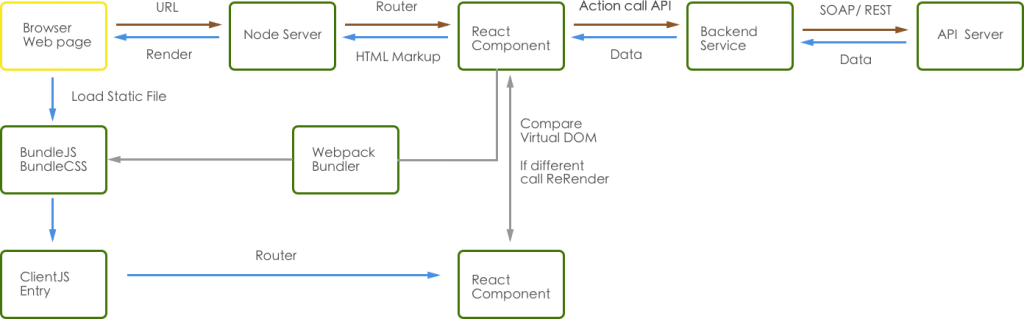 URL
Router
Action call API
SOAP/ REST
Browser
Web page
Node Server
React
Component
Backend
Service
API Server
Render
HTML Markup
Data
Data
Load Static File
BundleJS
BundleCSS
Webpack
Bundler
Compare
Virtual DOM
If different
call ReRender
ClientJS
Entry
Router
React
Component